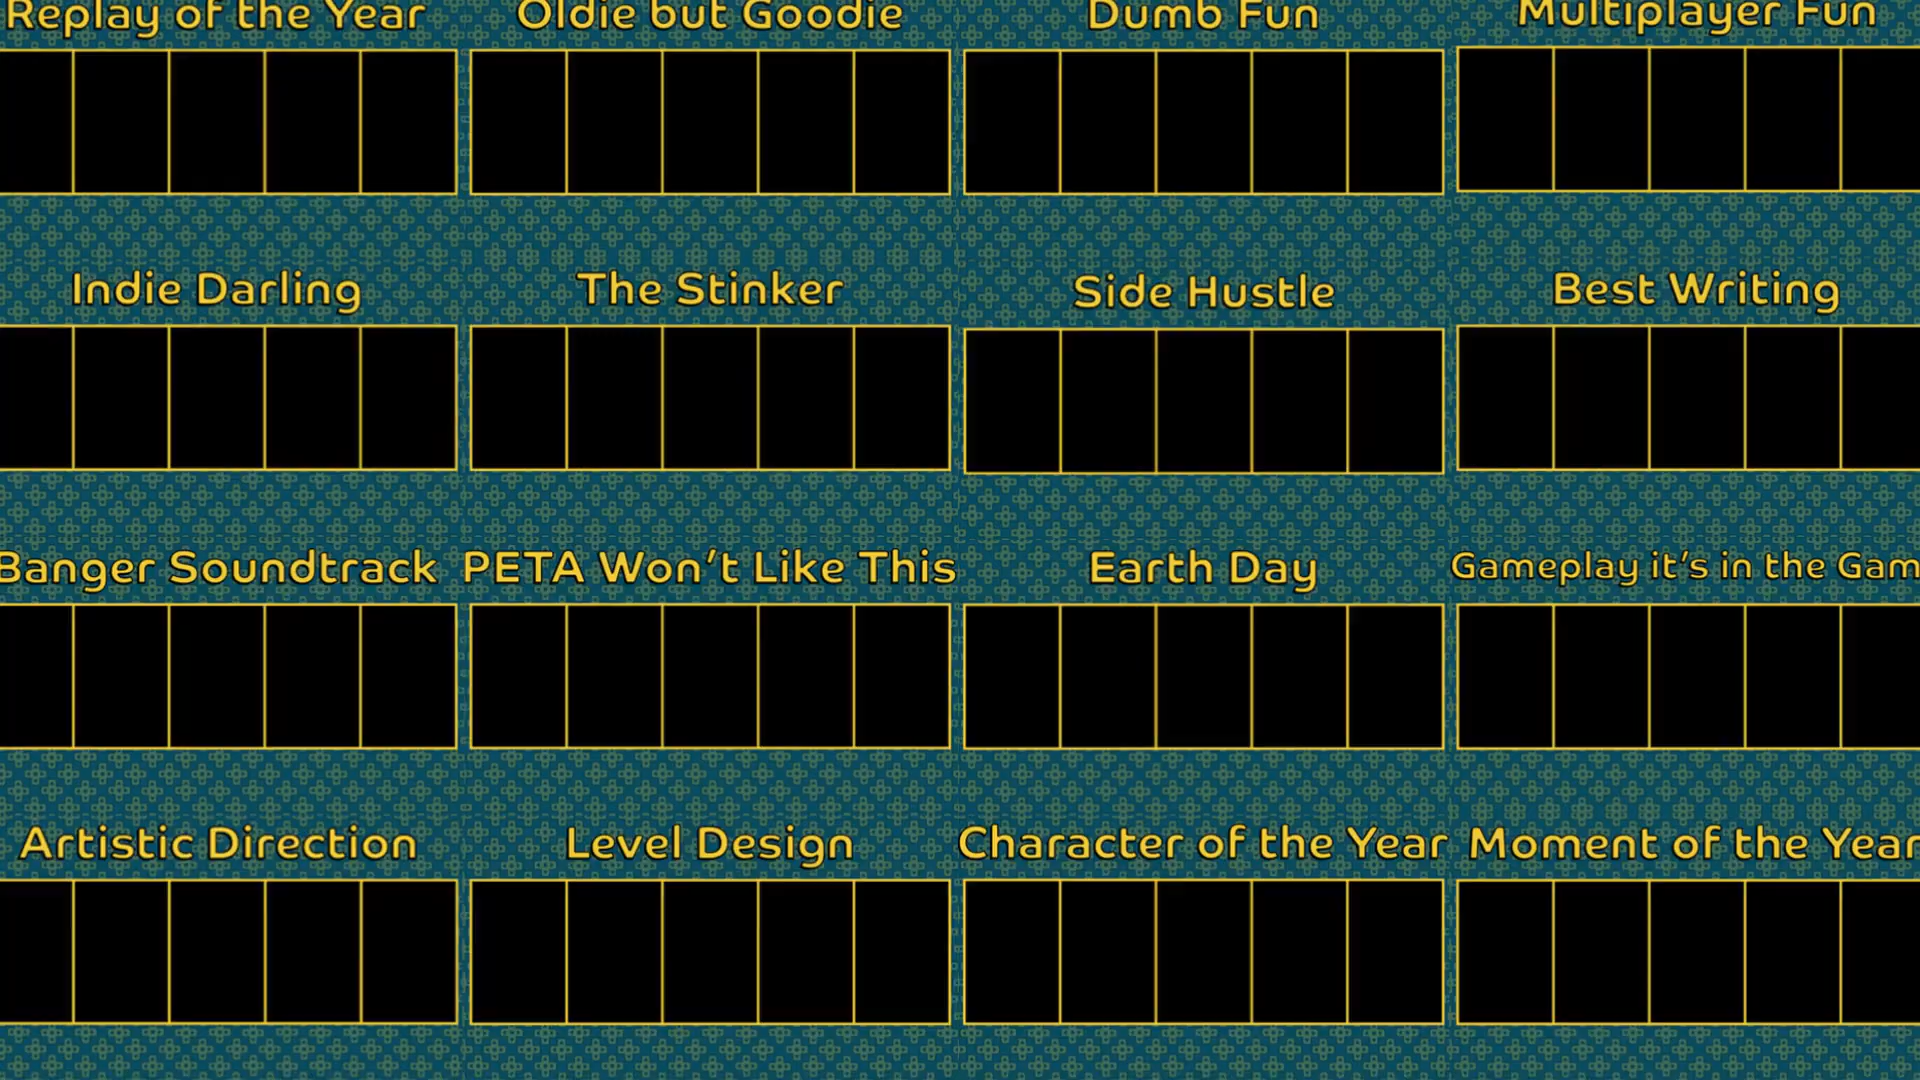 Replay of the Year
Oldie but Goodie
Dumb Fun
Multiplayer Fun
Indie Darling
The Stinker
Side Hustle
Best Writing
Banger Soundtrack
PETA Won't Like This
Earth Day
Gameplay it's in the Gam
Artistic Direction
Level Design
Character of the Year
Moment of the Year